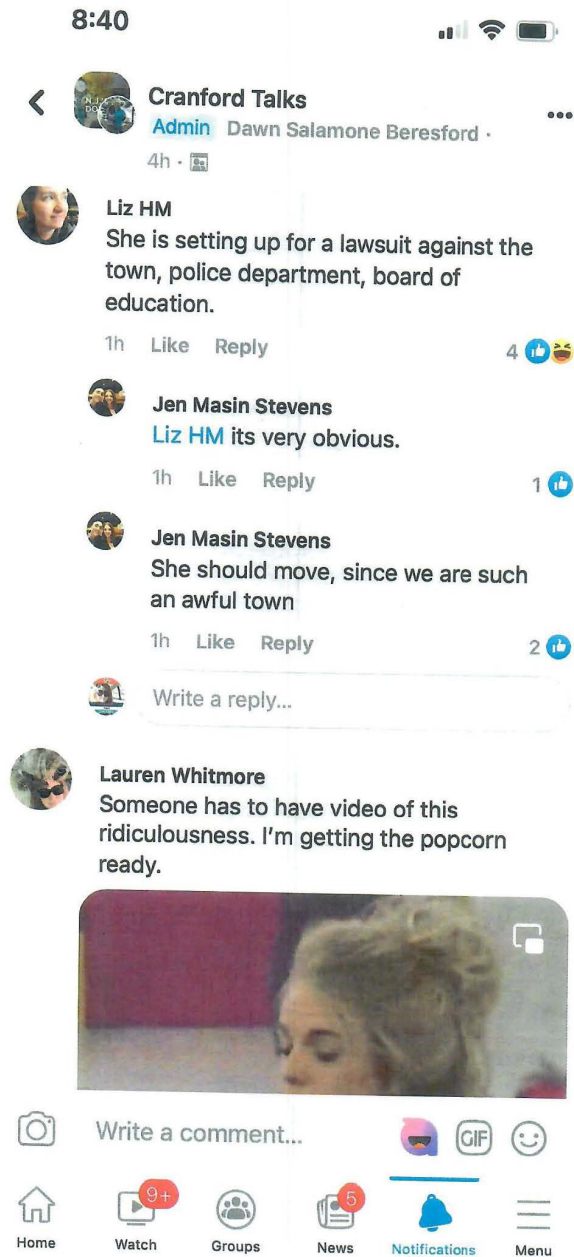 8:40
Cranford Talks
Admin Dawn Salamone Beresford ·
4h ·
Liz HM
She is setting up for a lawsuit against the
town, police department, board of
education.
1h Like Reply
4
Jen Masin Stevens
Liz HM its very obvious.
1h Like Reply
1
Jen Masin Stevens
She should move, since we are such
an awful town
1h Like Reply
2
Write a reply...
Lauren Whitmore
Someone has to have video of this
ridiculousness. I'm getting the popcorn
ready.
Write a comment...
GIF
9+
5
Home
Watch
Groups
News
Notifications
Menu